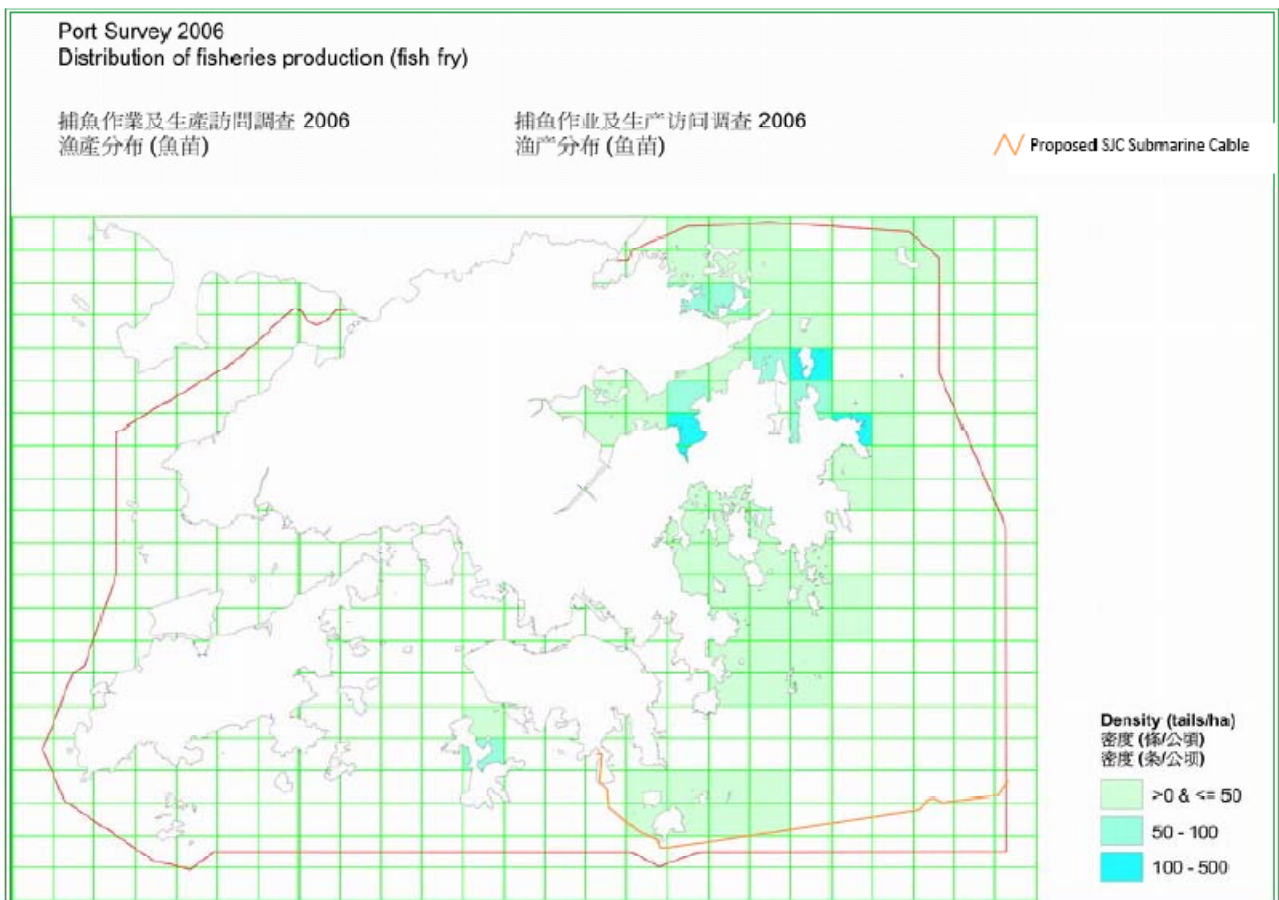 Port Survey 2006
Distribution of fisheries production (fish fry)
捕魚作業及生產訪問調查 2006
漁產分布 (魚苗)
捕鱼作业及生产访问调查 2006
渔产分布 (鱼苗)
Proposed SJC Submarine Cable
Density (tails/ha)
密度 (條/公頃)
密度 (条/公顷)
>0 & <= 50
50 - 100
100 - 500